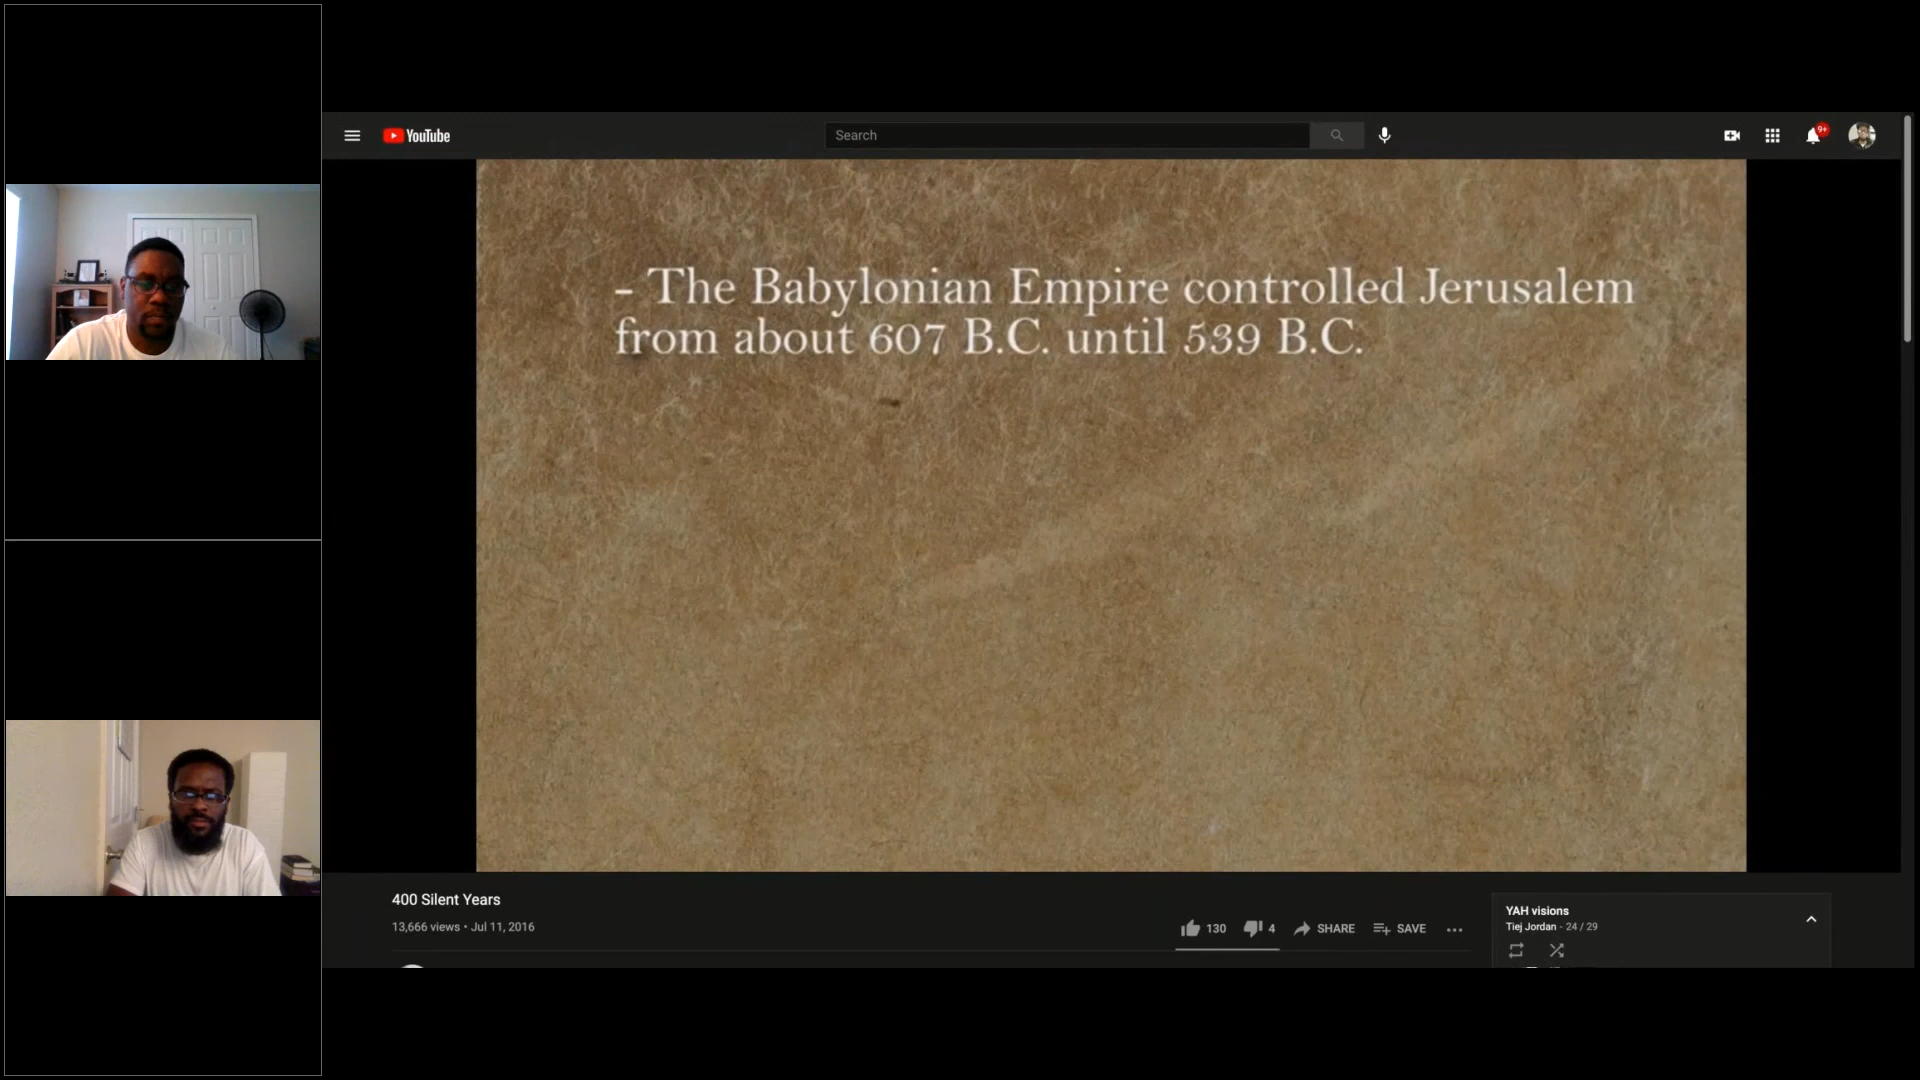 YouTube
Search
9+
- The Babylonian Empire controlled Jerusalem
from about 607 B.C. until 539 B.C.
400 Silent Years
13,666 views • Jul 11, 2016
130
4
SHARE
SAVE
YAH visions
Tiej Jordan - 24 / 29